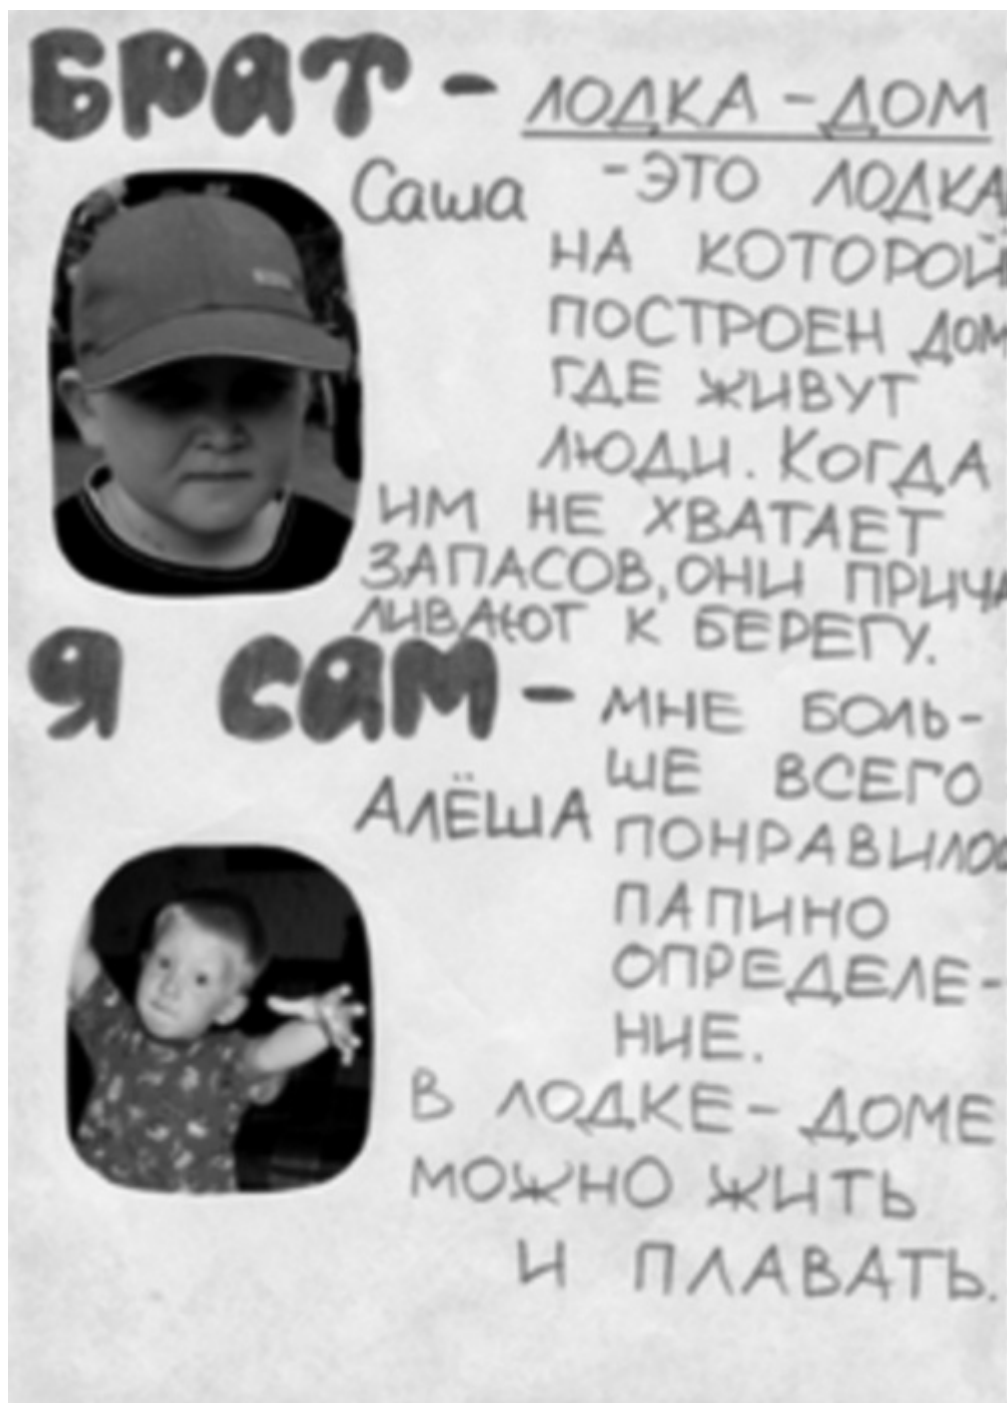 БРАТ - ЛОДКА - ДОМ
Саша - ЭТО ЛОДКА
НА КОТОРОЙ
ПОСТРОЕН ДОМ
ГДЕ ЖИВУТ
ЛЮДИ. КОГДА
ИМ НЕ ХВАТАЕТ
ЗАПАСОВ, ОНИ ПРИЧА
ЛИВАЮТ К БЕРЕГУ.
Я САМ - МНЕ БОЛЬ-
ШЕ ВСЕГО
АЛЁША ПОНРАВИЛОС
ПАПИНО
ОПРЕДЕЛЕ-
НИЕ.
В ЛОДКЕ - ДОМЕ
МОЖНО ЖИТЬ
И ПЛАВАТЬ.